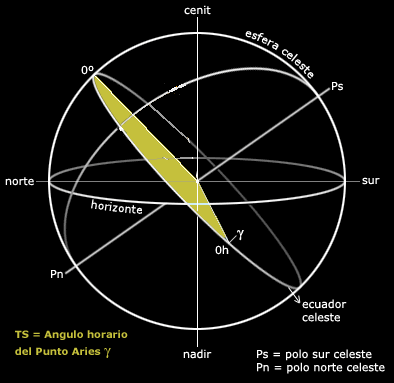 cenit
esfera celeste
0º
Ps
norte
sur
horizonte
γ
0h
Pn
ecuador
celeste
TS = Angulo horario
del Punto Aries γ
nadir
Ps = polo sur celeste
Pn = polo norte celeste